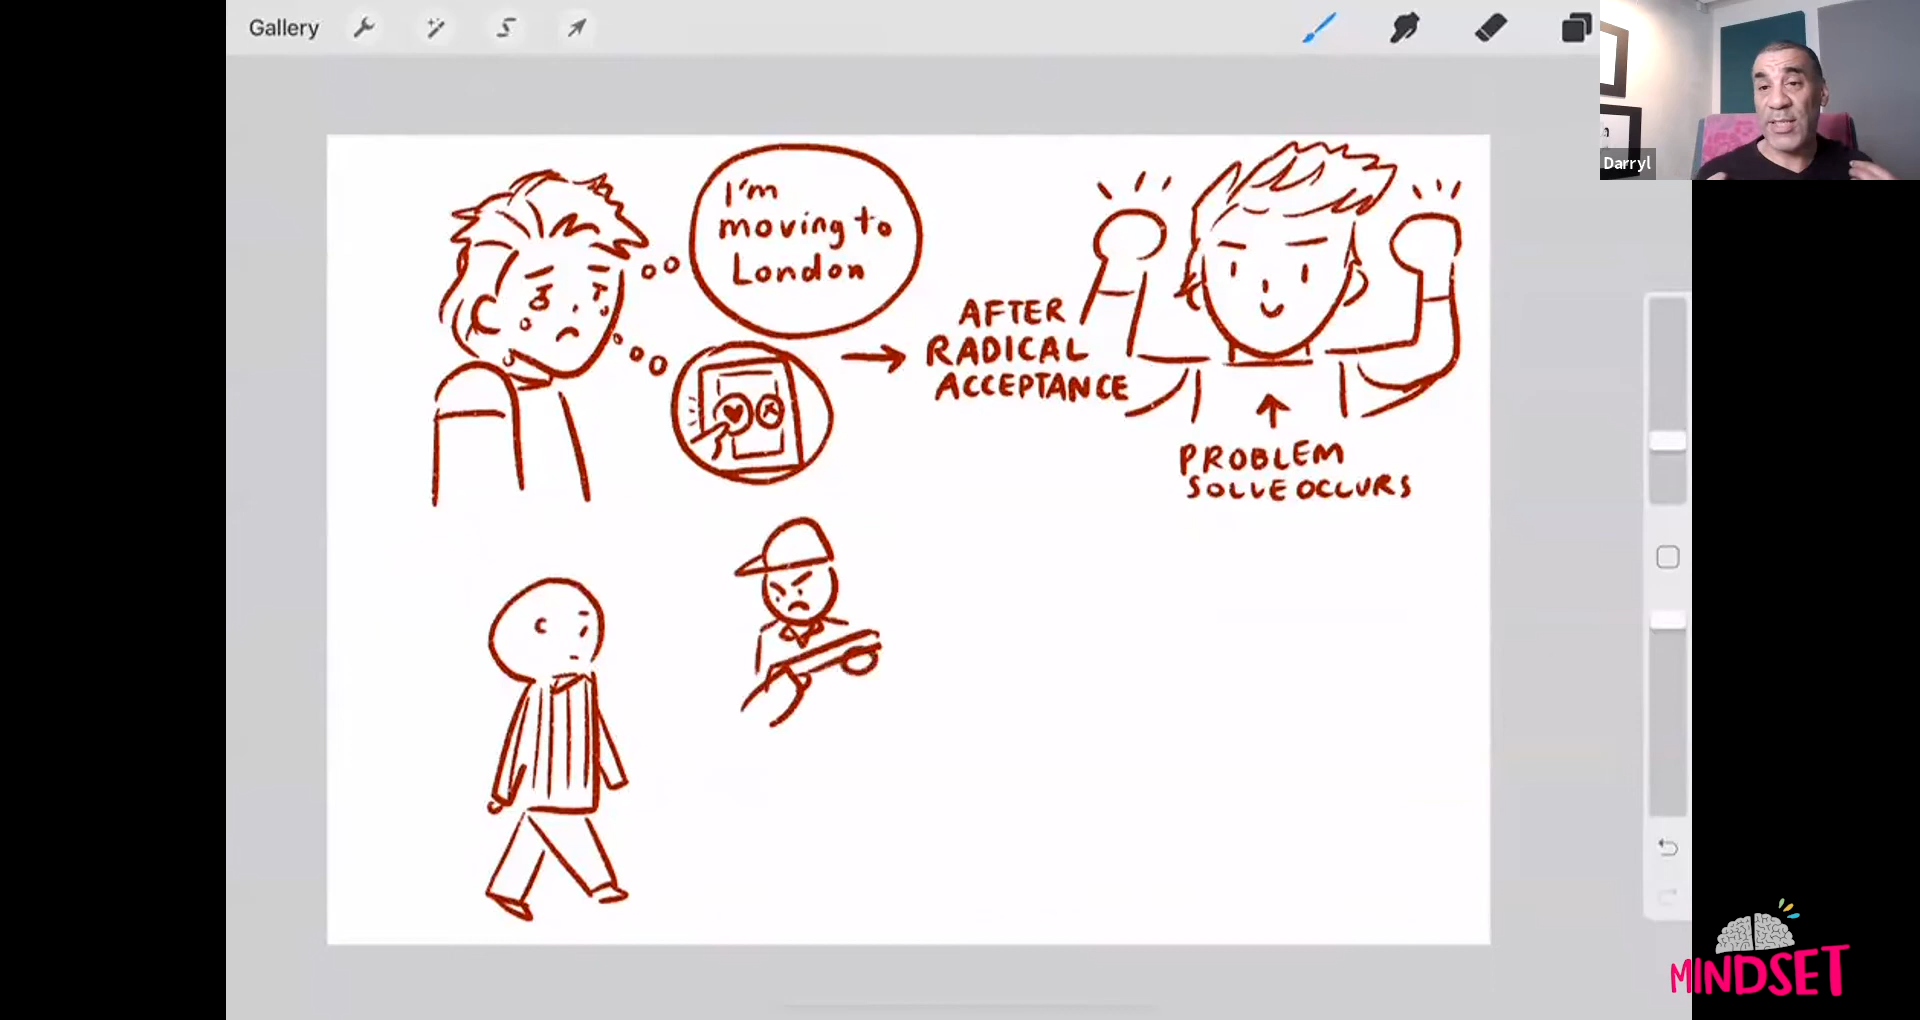 Gallery
Darryl
I'm
moving to
London
AFTER
RADICAL
ACCEPTANCE
PROBLEM
SOLVE OCCURS
MINDSET